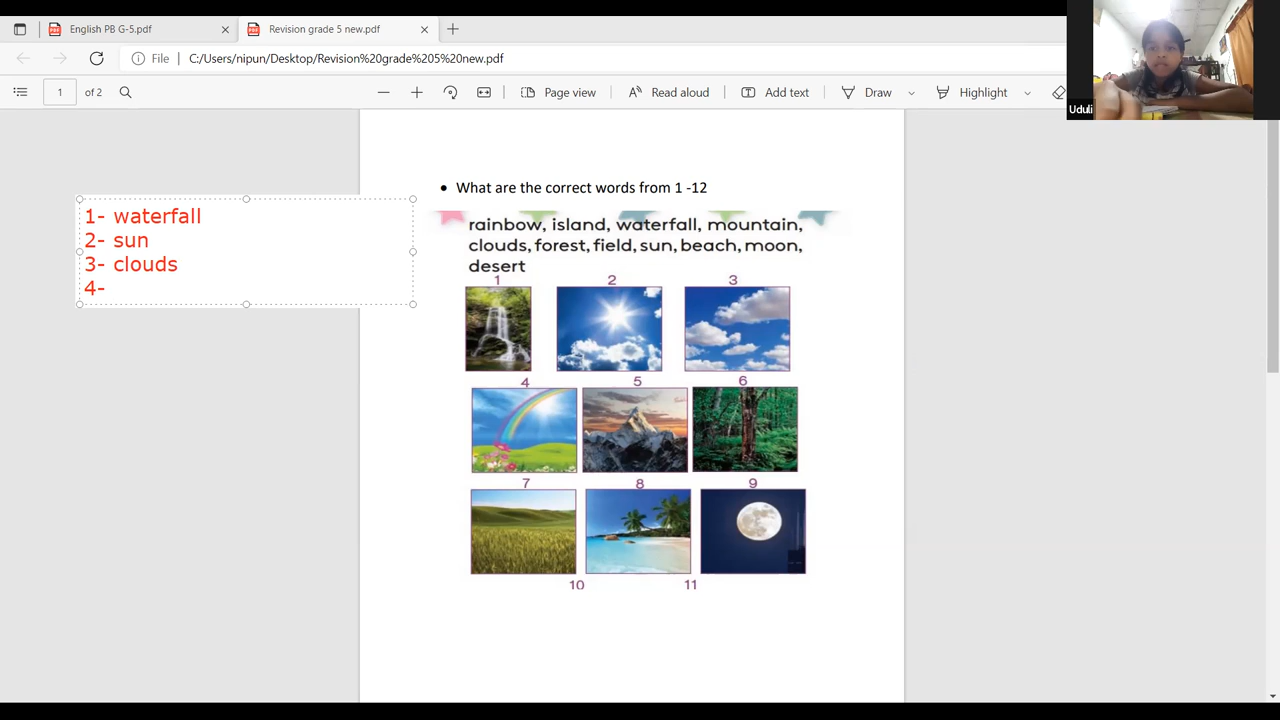 English PB G-5.pdf
Revision grade 5 new.pdf
File C:/Users/nipun/Desktop/Revision%20grade%205%20new.pdf
1 of 2
Page view
Read aloud
Add text
Draw
Highlight
Uduli
1- waterfall
2- sun
3- clouds
4-
• What are the correct words from 1 -12
rainbow, island, waterfall, mountain,
clouds, forest, field, sun, beach, moon,
desert
1 2 3
4 5 6
7 8 9
10 11